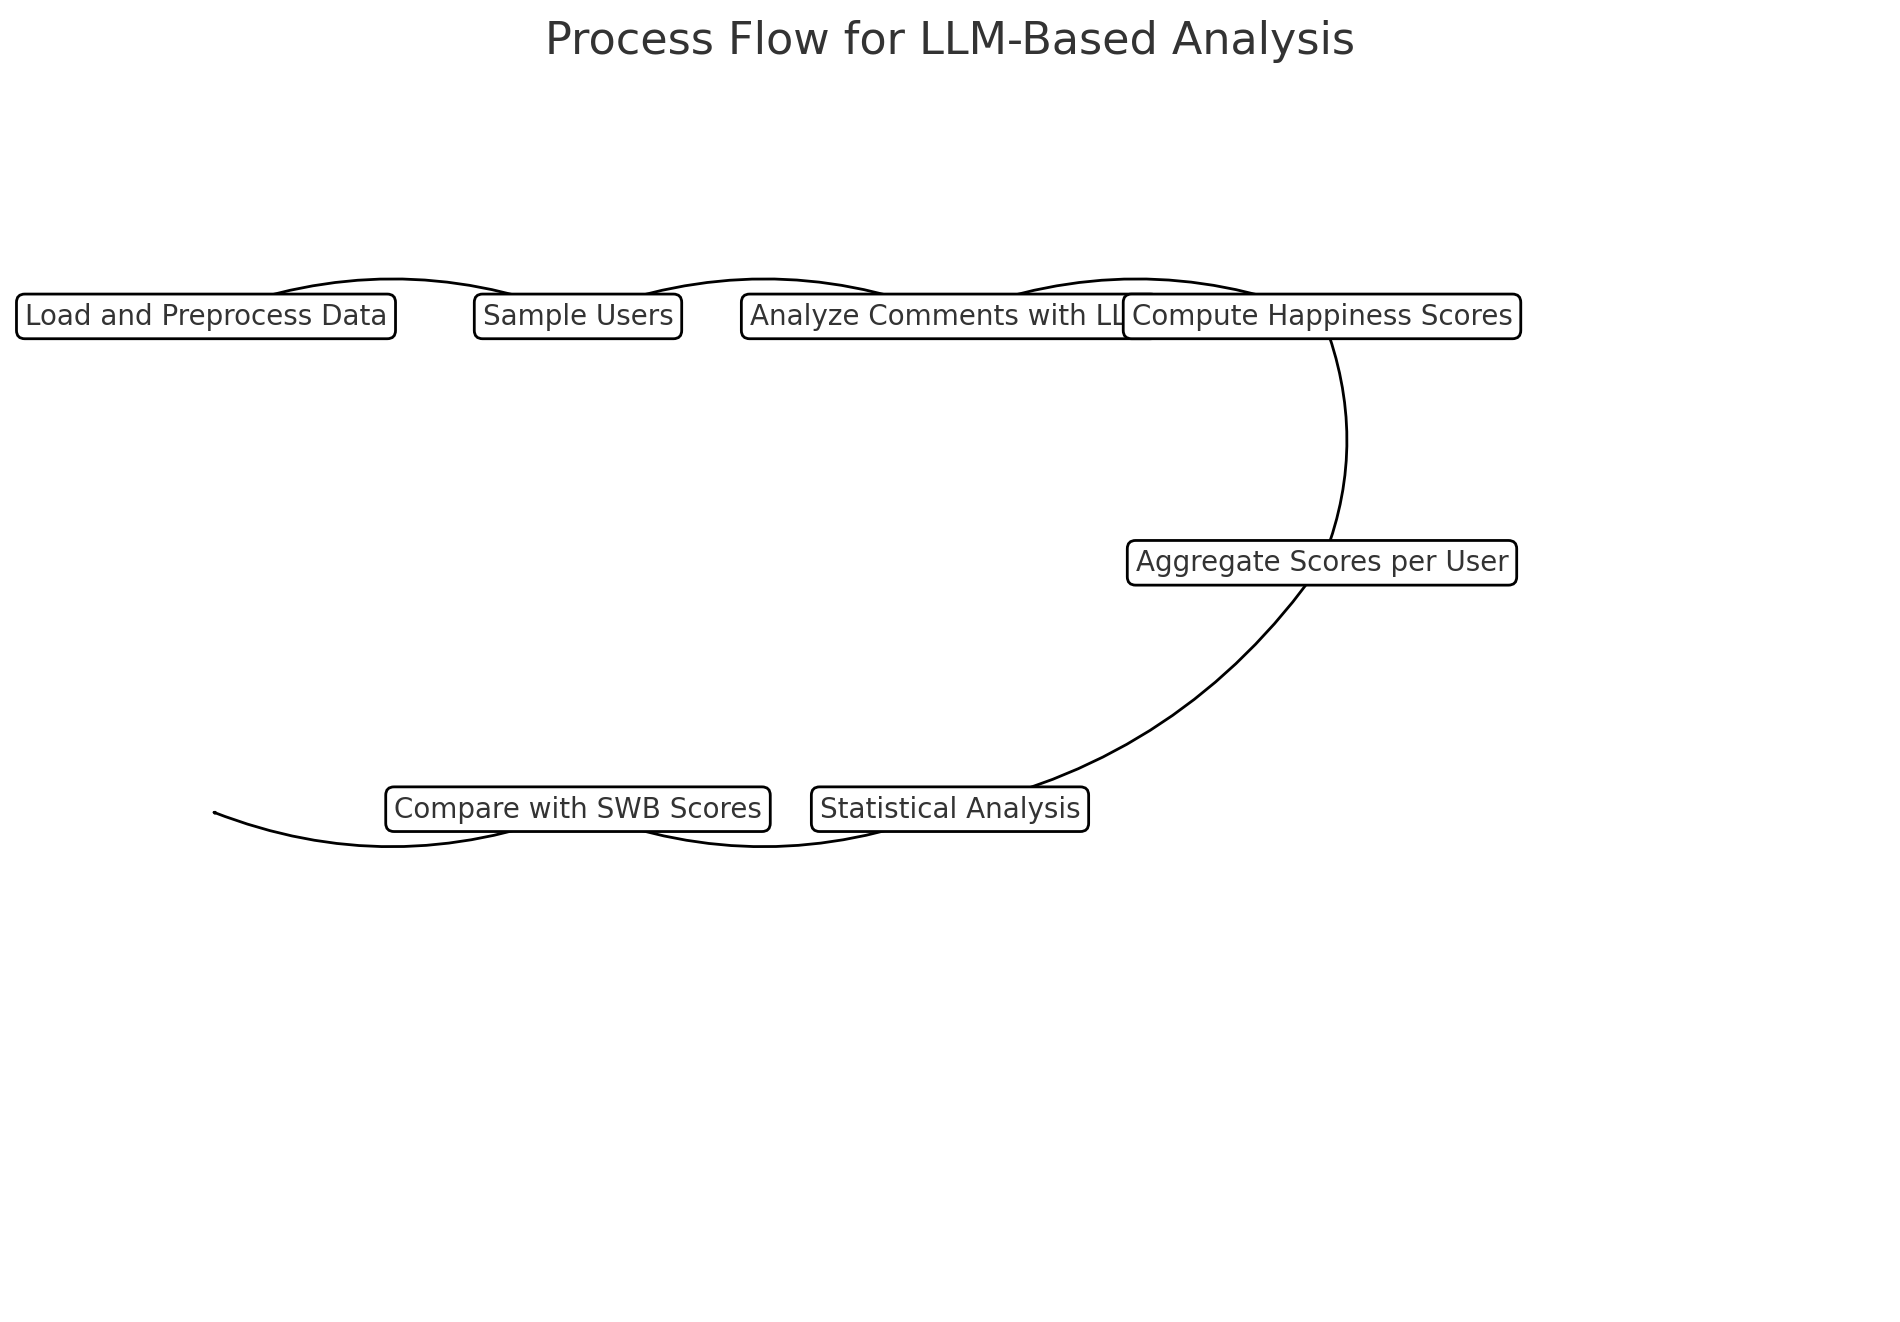 Process Flow for LLM-Based Analysis
Load and Preprocess Data
Sample Users
Analyze Comments with LL
Compute Happiness Scores
Aggregate Scores per User
Compare with SWB Scores
Statistical Analysis